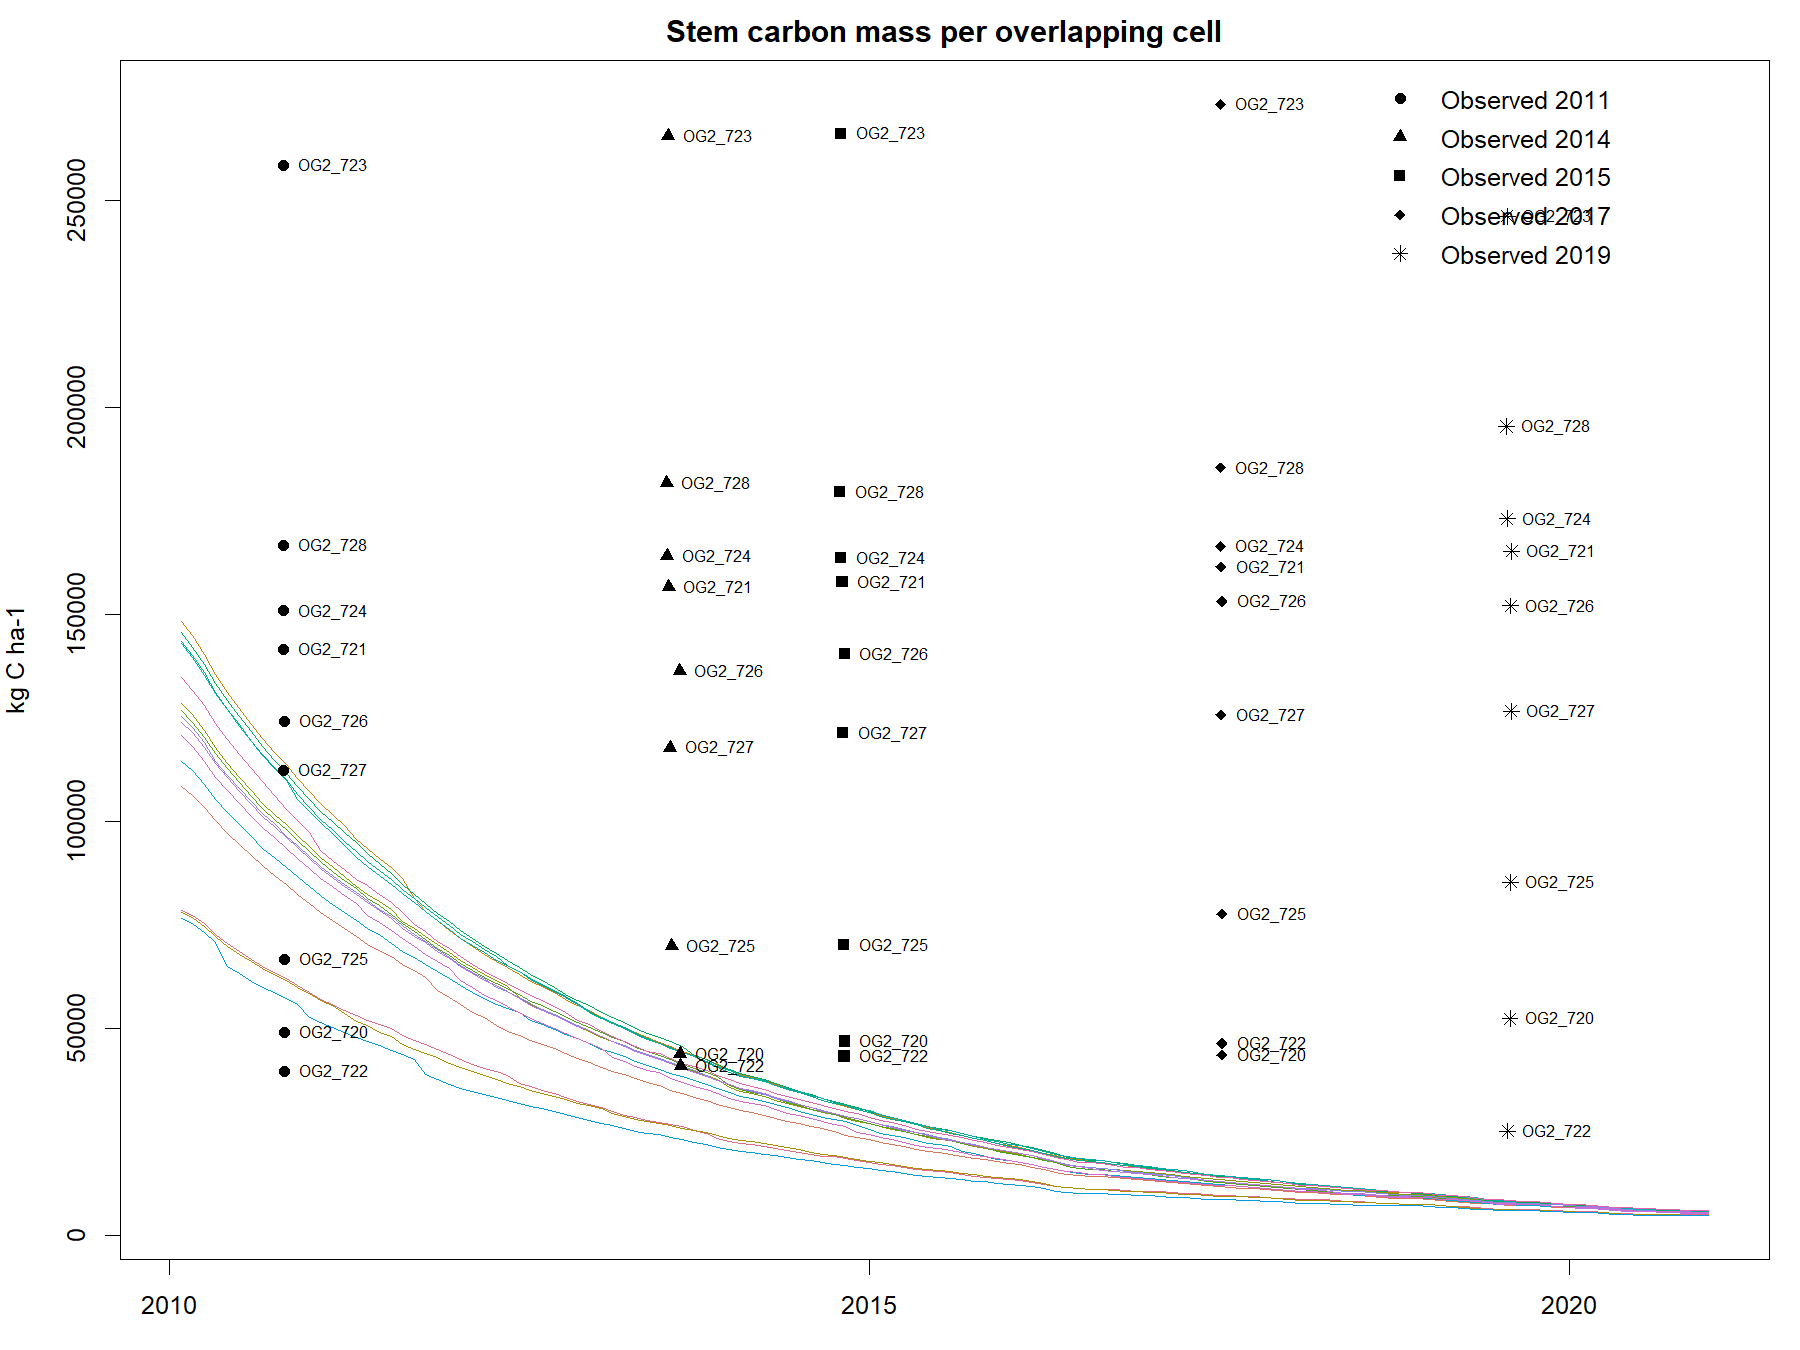 Stem carbon mass per overlapping cell
kg C ha-1
250000
200000
150000
100000
50000
0
2010
2015
2020
Observed 2011
Observed 2014
Observed 2015
Observed 2017
Observed 2019
OG2_723
OG2_728
OG2_724
OG2_721
OG2_726
OG2_727
OG2_725
OG2_720
OG2_722
OG2_723
OG2_728
OG2_724
OG2_721
OG2_726
OG2_727
OG2_725
OG2_720
OG2_722
OG2_723
OG2_728
OG2_724
OG2_721
OG2_726
OG2_727
OG2_725
OG2_720
OG2_722
OG2_723
OG2_728
OG2_724
OG2_721
OG2_726
OG2_727
OG2_725
OG2_722
OG2_720
OG2_723
OG2_728
OG2_724
OG2_721
OG2_726
OG2_727
OG2_725
OG2_720
OG2_722